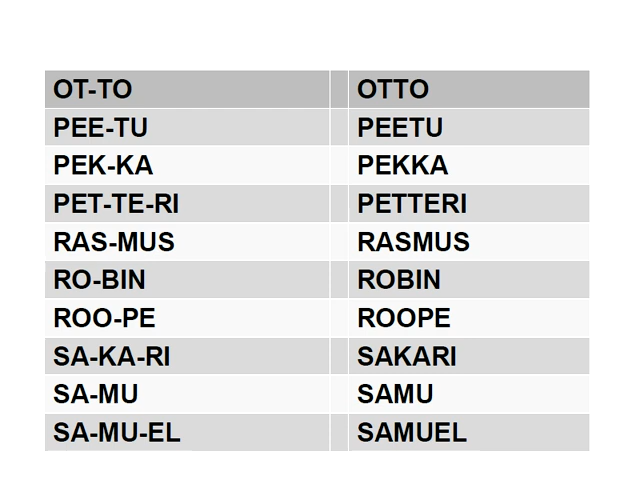 OT-TO OTTO
PEE-TU PEETU
PEK-KA PEKKA
PET-TE-RI PETTERI
RAS-MUS RASMUS
RO-BIN ROBIN
ROO-PE ROOPE
SA-KA-RI SAKARI
SA-MU SAMU
SA-MU-EL SAMUEL